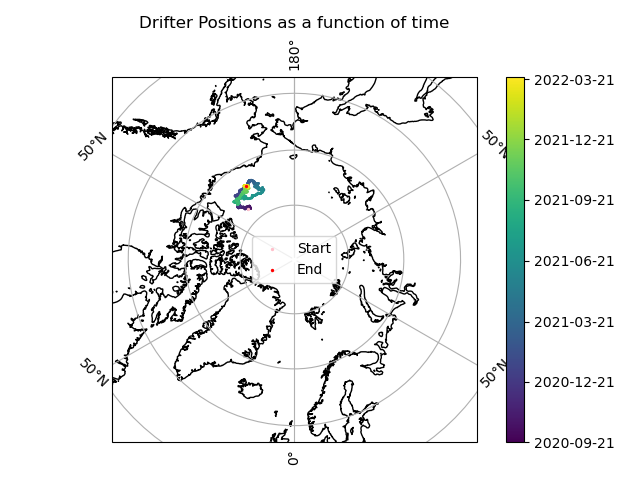 Drifter Positions as a function of time
180°
50°N
50°N
Start
End
50°N
50°N
0°
2022-03-21
2021-12-21
2021-09-21
2021-06-21
2021-03-21
2020-12-21
2020-09-21